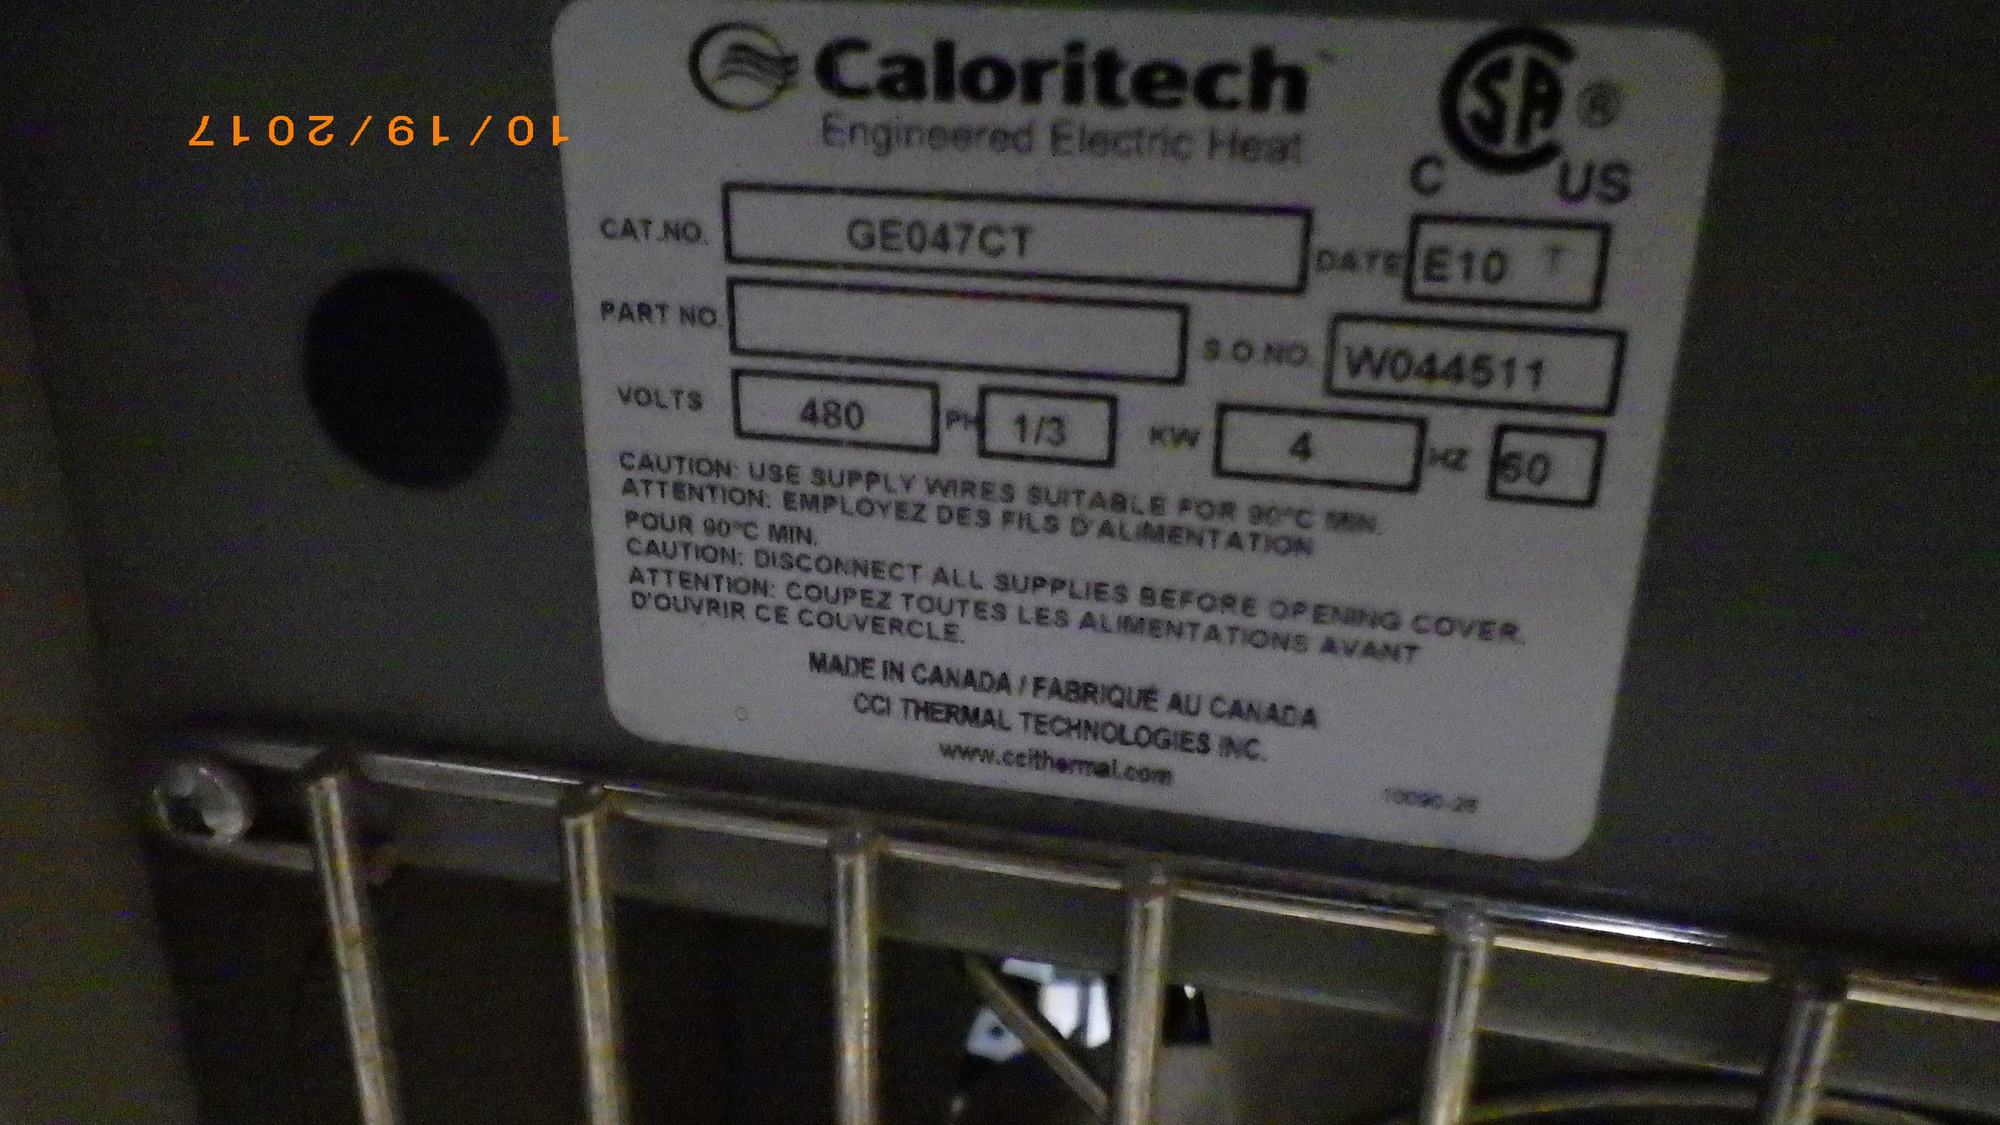 10/19/2017
Caloritech™
Engineered Electric Heat
CSA®
C US
CAT.NO. GE047CT DATE E10 T
PART NO. S.O.NO. W044511
VOLTS 480 PH 1/3 KW 4 HZ 60
CAUTION: USE SUPPLY WIRES SUITABLE FOR 90°C MIN.
ATTENTION: EMPLOYEZ DES FILS D'ALIMENTATION
POUR 90°C MIN.
CAUTION: DISCONNECT ALL SUPPLIES BEFORE OPENING COVER.
ATTENTION: COUPEZ TOUTES LES ALIMENTATIONS AVANT
D'OUVRIR CE COUVERCLE.
MADE IN CANADA / FABRIQUÉ AU CANADA
CCI THERMAL TECHNOLOGIES INC.
www.ccithermal.com